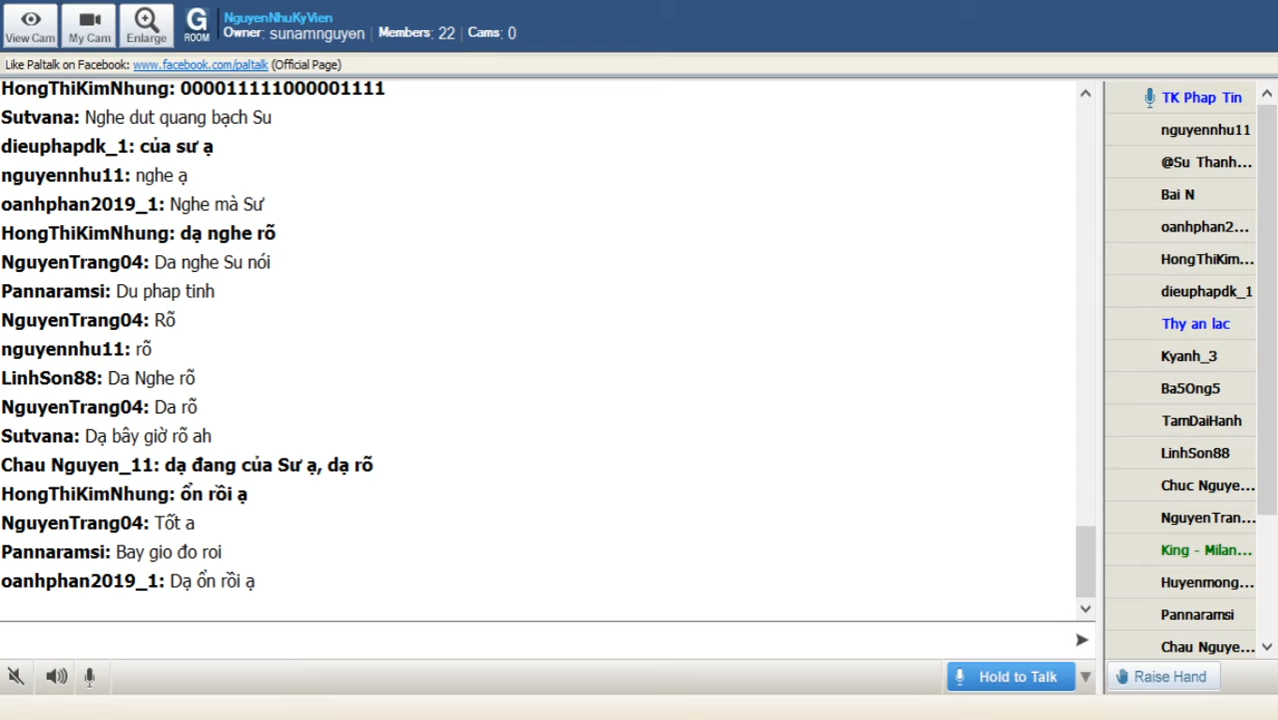 View Cam
My Cam
Enlarge
G
ROOM
NguyenNhuKyVien
Owner: sunamnguyen | Members: 22 | Cams: 0
Like Paltalk on Facebook: www.facebook.com/paltalk (Official Page)
HongThiKimNhung: 000011111000001111
Sutvana: Nghe dut quang bạch Su
dieuphapdk_1: của sư ạ
nguyennhu11: nghe ạ
oanhphan2019_1: Nghe mà Sư
HongThiKimNhung: dạ nghe rõ
NguyenTrang04: Da nghe Su nói
Pannaramsi: Du phap tinh
NguyenTrang04: Rõ
nguyennhu11: rõ
LinhSon88: Da Nghe rõ
NguyenTrang04: Da rõ
Sutvana: Dạ bây giờ rõ ah
Chau Nguyen_11: dạ đang của Sư ạ, dạ rõ
HongThiKimNhung: ổn rồi ạ
NguyenTrang04: Tốt a
Pannaramsi: Bay gio đo roi
oanhphan2019_1: Dạ ổn rồi ạ
TK Phap Tin
nguyennhu11
@Su Thanh...
Bai N
oanhphan2...
HongThiKim...
dieuphapdk_1
Thy an lac
Kyanh_3
Ba5Ong5
TamDaiHanh
LinhSon88
Chuc Nguye...
NguyenTran...
King - Milan...
Huyenmong...
Pannaramsi
Chau Nguye...
Hold to Talk
Raise Hand